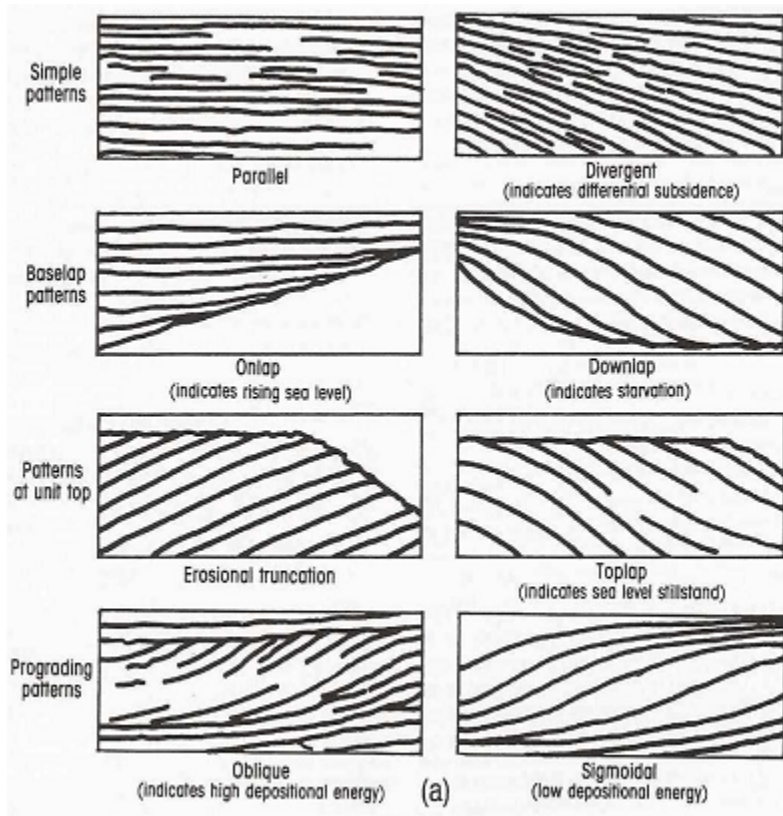 Simple
patterns
Parallel
Divergent
(indicates differential subsidence)
Baselap
patterns
Onlap
(indicates rising sea level)
Downlap
(indicates starvation)
Patterns
at unit top
Erosional truncation
Toplap
(indicates sea level stillstand)
Prograding
patterns
Oblique
(indicates high depositional energy)
(a)
Sigmoidal
(low depositional energy)